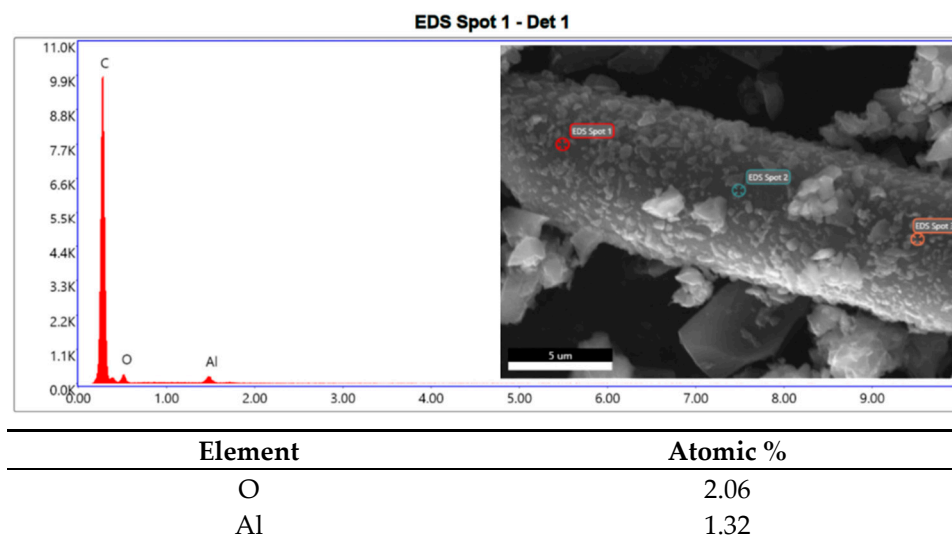 EDS Spot 1 - Det 1
11.0K
C
9.9K
8.8K
7.7K
6.6K
5.5K
4.4K
3.3K
2.2K
1.1K
0.0K
O
Al
EDS Spot 1
EDS Spot 2
EDS Spot
5 um
0.00 1.00 2.00 3.00 4.00 5.00 6.00 7.00 8.00 9.00
Element Atomic %
O 2.06
Al 1.32